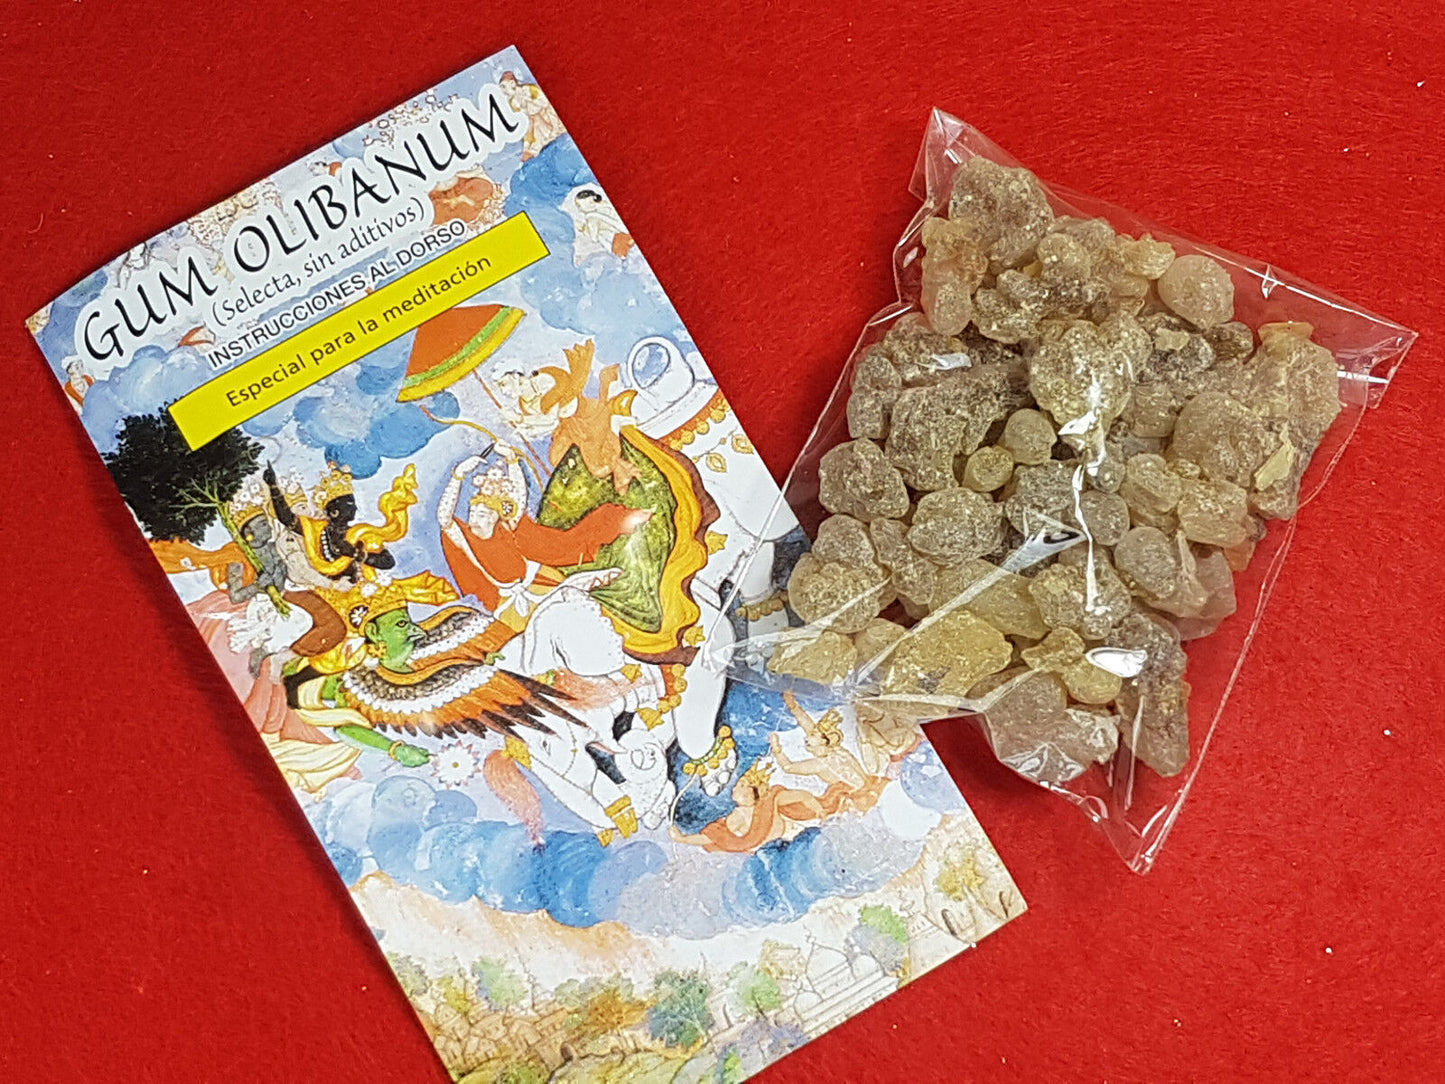 GUM OLIBANUM
(Selecta, sin aditivos)
INSTRUCCIONES AL DORSO
Especial para la meditación